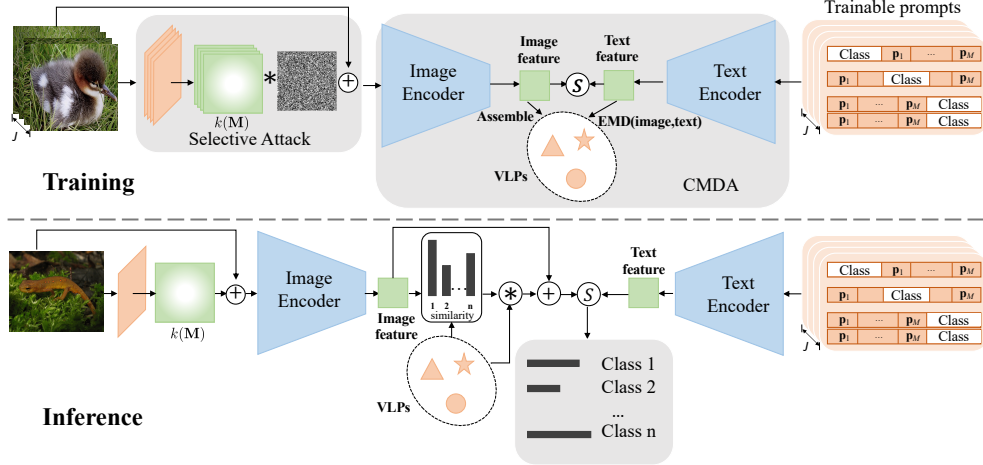 Trainable prompts
J
k(M)
*
+
Selective Attack
Image
Encoder
Image
feature
Text
feature
S
Assemble
EMD(image,text)
VLPs
Text
Encoder
CMDA
Class p1 ... pM
p1 Class pM
p1 ... pM Class
p1 ... pM Class
J
Training
k(M)
+
Image
Encoder
Image
feature
1 2 ... n
similarity
VLPs
*
+
S
Text
feature
Text
Encoder
Class p1 ... pM
p1 Class pM
p1 ... pM Class
p1 ... pM Class
J
Class 1
Class 2
...
Class n
Inference